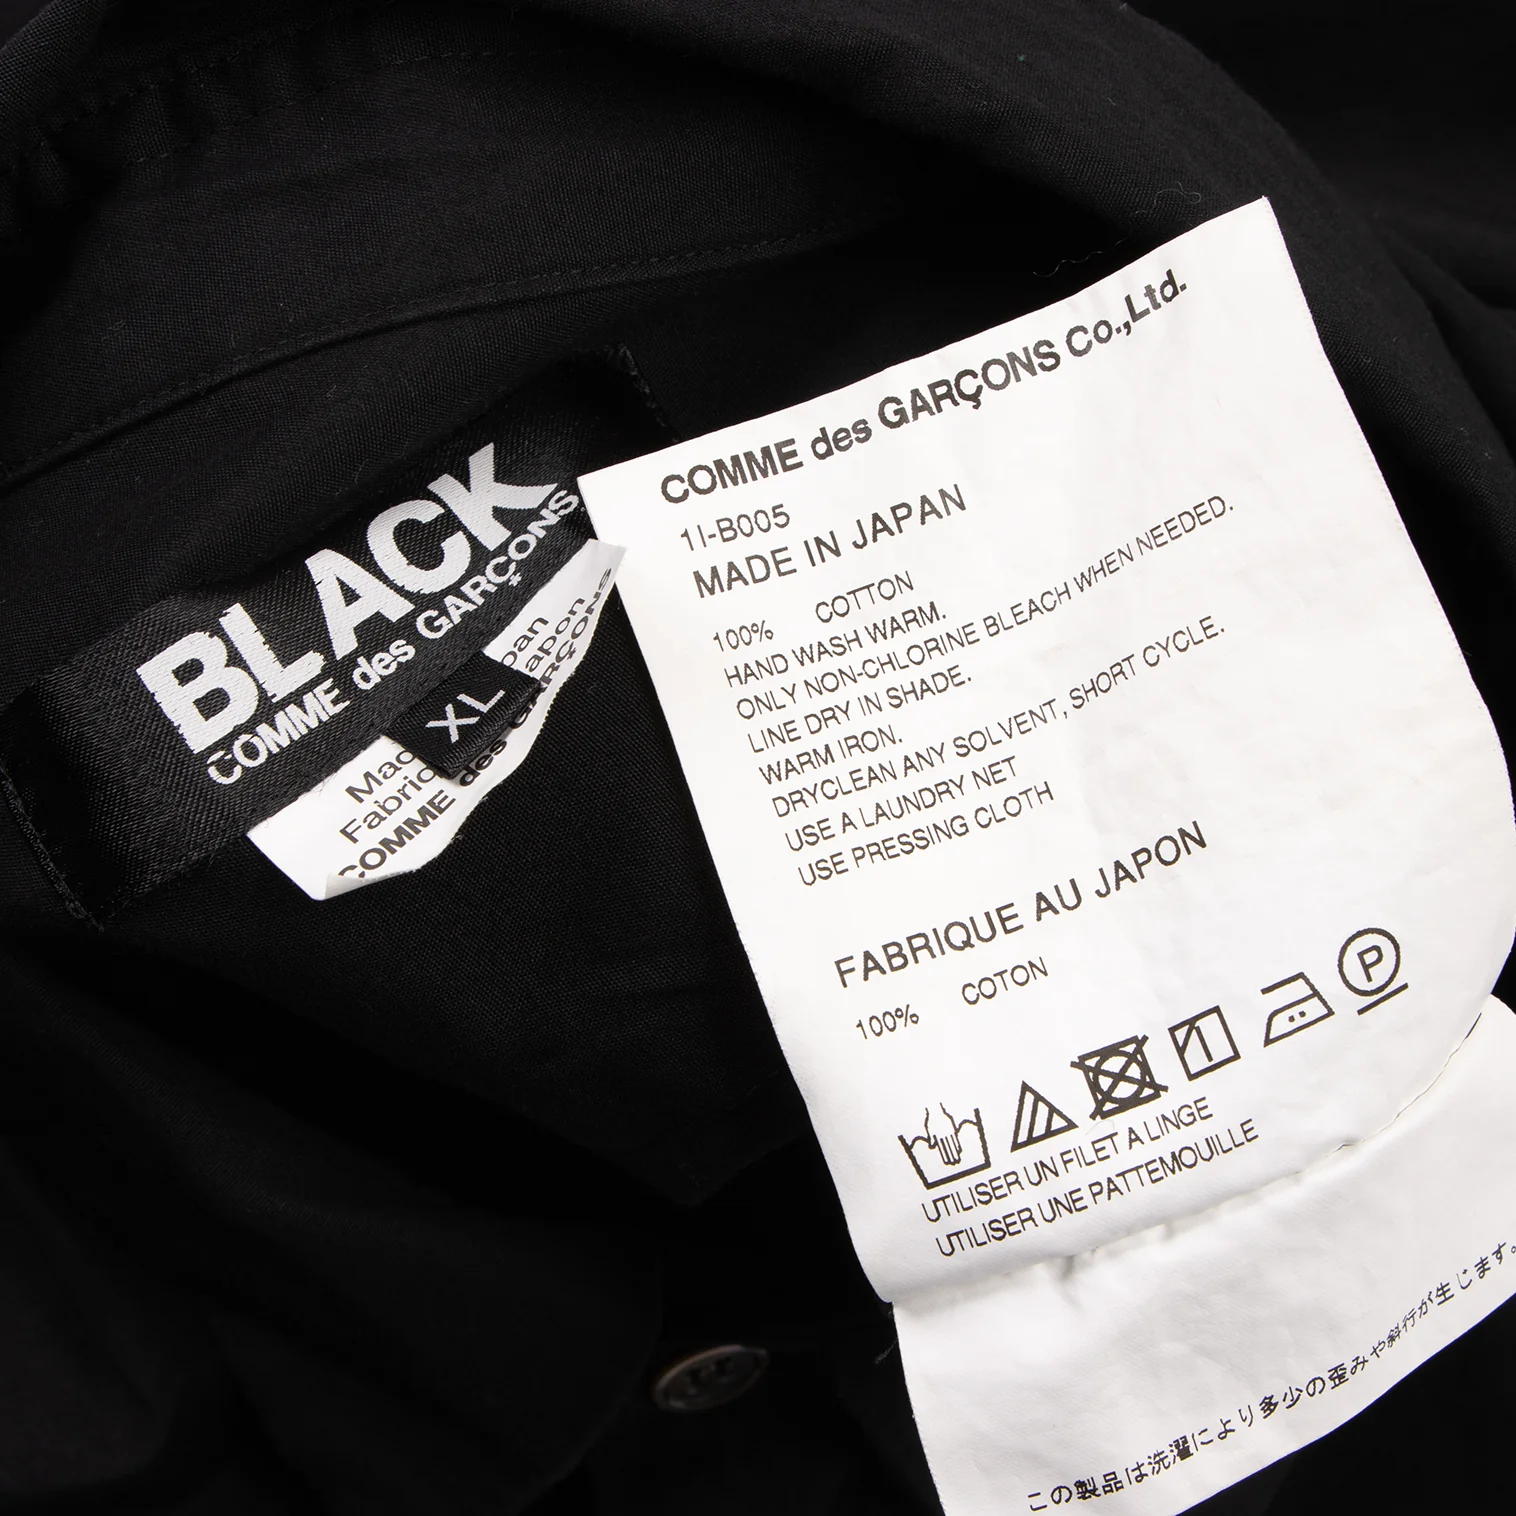 BLACK
COMME des GARÇONS
XL
COMME des GARÇONS
COMME des GARÇONS Co.,Ltd.
1I-B005
MADE IN JAPAN
100% COTTON
HAND WASH WARM.
ONLY NON-CHLORINE BLEACH WHEN NEEDED.
LINE DRY IN SHADE.
WARM IRON.
DRYCLEAN ANY SOLVENT, SHORT CYCLE.
USE A LAUNDRY NET
USE PRESSING CLOTH
FABRIQUE AU JAPON
100% COTON
P
UTILISER UN FILET A LINGE
UTILISER UNE PATTEMOUILLE
この製品は洗濯により多少の歪みや斜行が生じます。